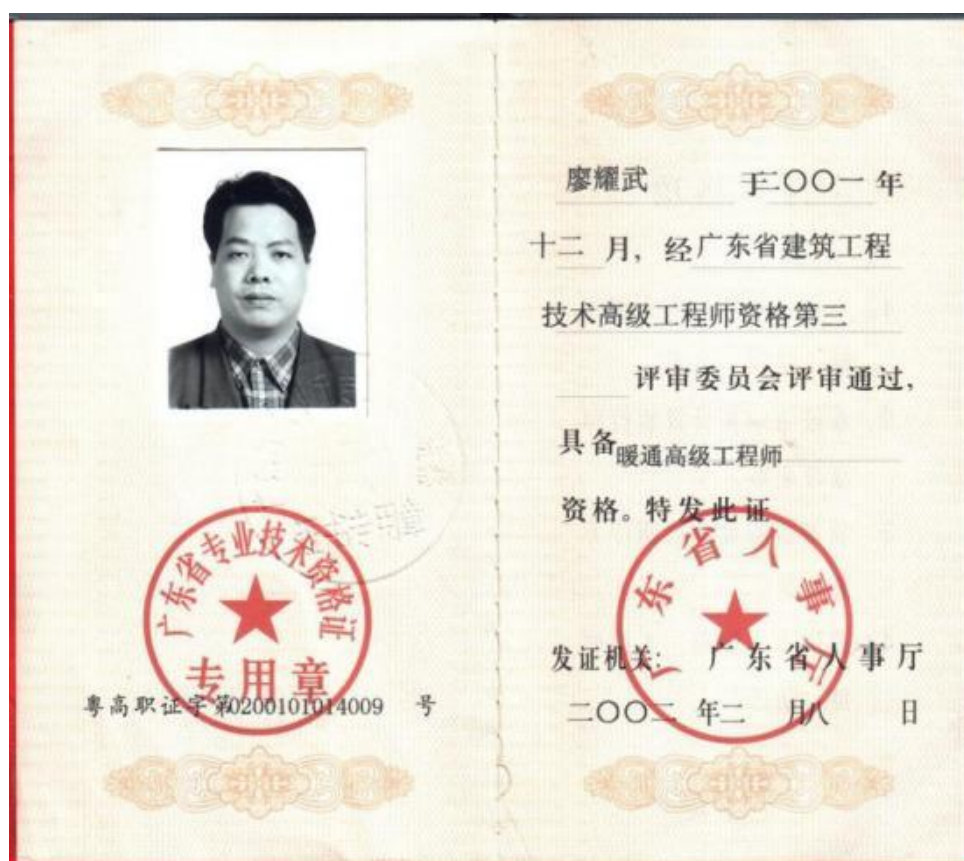 广东省专业技术资格证
专用章
粤高职证字第0200101014009 号
廖耀武 于二〇〇一年
十二月，经广东省建筑工程
技术高级工程师资格第三
评审委员会评审通过，
具备暖通高级工程师
资格。特发此证
广东省人事厅
发证机关：广东省人事厅
二〇〇二年二月八日